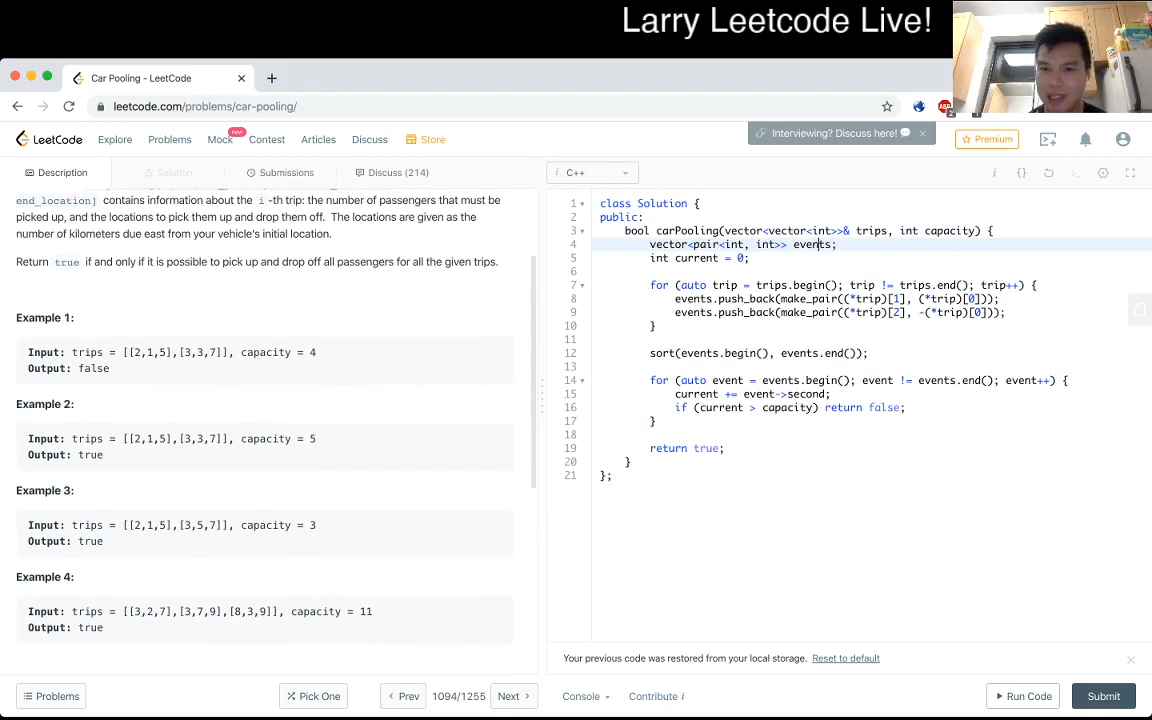 Larry Leetcode Live!
Car Pooling - LeetCode
leetcode.com/problems/car-pooling/
LeetCode
Explore
Problems
Mock
new
Contest
Articles
Discuss
Store
Interviewing? Discuss here!
Premium
Description
Solution
Submissions
Discuss (214)
i C++
end_location] contains information about the i -th trip: the number of passengers that must be
picked up, and the locations to pick them up and drop them off. The locations are given as the
number of kilometers due east from your vehicle's initial location.
Return true if and only if it is possible to pick up and drop off all passengers for all the given trips.
Example 1:
Input: trips = [[2,1,5],[3,3,7]], capacity = 4
Output: false
Example 2:
Input: trips = [[2,1,5],[3,3,7]], capacity = 5
Output: true
Example 3:
Input: trips = [[2,1,5],[3,5,7]], capacity = 3
Output: true
Example 4:
Input: trips = [[3,2,7],[3,7,9],[8,3,9]], capacity = 11
Output: true
1 class Solution {
2 public:
3 bool carPooling(vector<vector<int>>& trips, int capacity) {
4 vector<pair<int, int>> events;
5 int current = 0;
6
7 for (auto trip = trips.begin(); trip != trips.end(); trip++) {
8 events.push_back(make_pair((*trip)[1], (*trip)[0]));
9 events.push_back(make_pair((*trip)[2], -(*trip)[0]));
10 }
11
12 sort(events.begin(), events.end());
13
14 for (auto event = events.begin(); event != events.end(); event++) {
15 current += event->second;
16 if (current > capacity) return false;
17 }
18
19 return true;
20 }
21 };
Your previous code was restored from your local storage. Reset to default
Problems
Pick One
Prev
1094/1255
Next
Console
Contribute i
Run Code
Submit